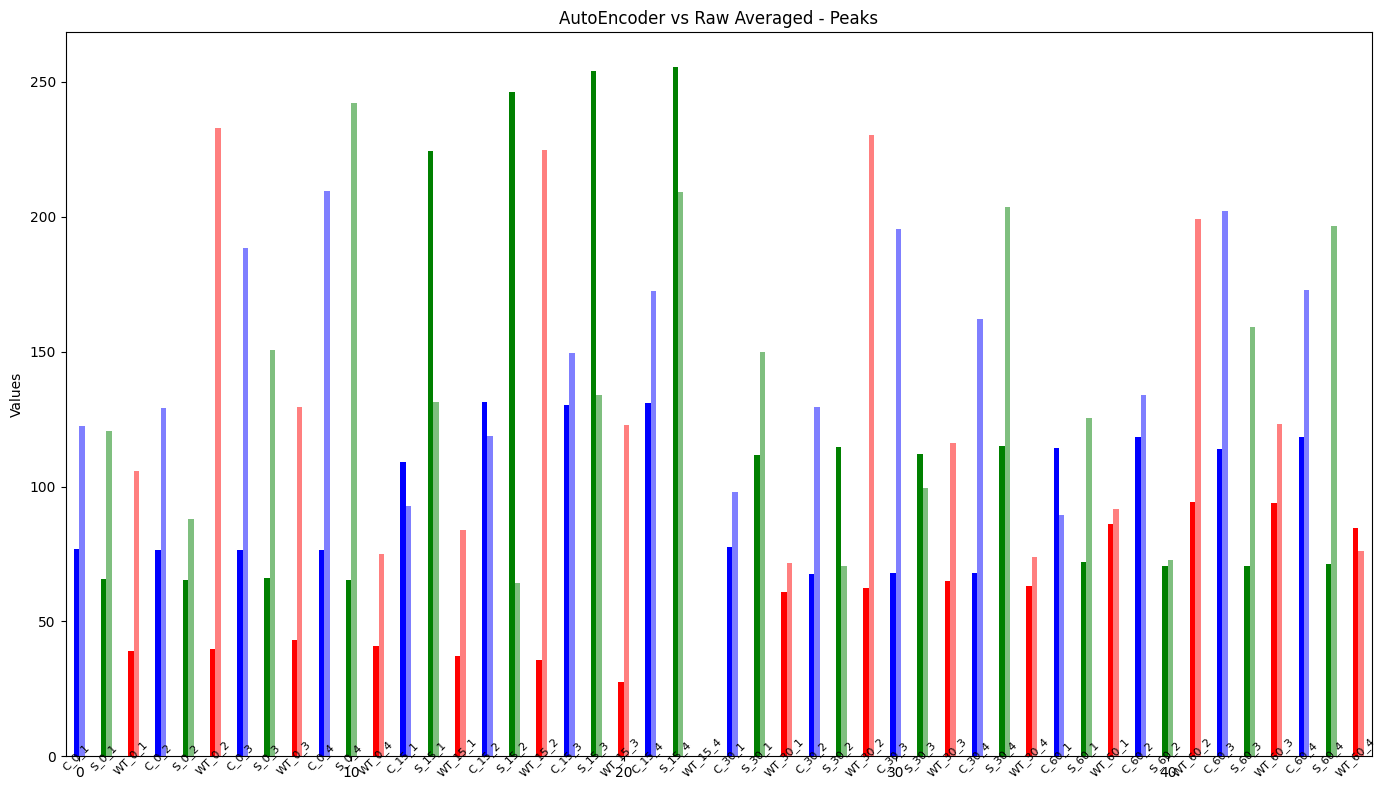 AutoEncoder vs Raw Averaged - Peaks
Values
250
200
150
100
50
0
C_0_1
S_0_1
WT_0_1
C_0_2
S_0_2
WT_0_2
C_0_3
S_0_3
WT_0_3
C_0_4
S_0_4
WT_0_4
C_15_1
S_15_1
WT_15_1
C_15_2
S_15_2
WT_15_2
C_15_3
S_15_3
WT_15_3
C_15_4
S_15_4
WT_15_4
C_30_1
S_30_1
WT_30_1
C_30_2
S_30_2
WT_30_2
C_30_3
S_30_3
WT_30_3
C_30_4
S_30_4
WT_30_4
C_60_1
S_60_1
WT_60_1
C_60_2
S_60_2
WT_60_2
C_60_3
S_60_3
WT_60_3
C_60_4
S_60_4
WT_60_4
0
10
20
30
40